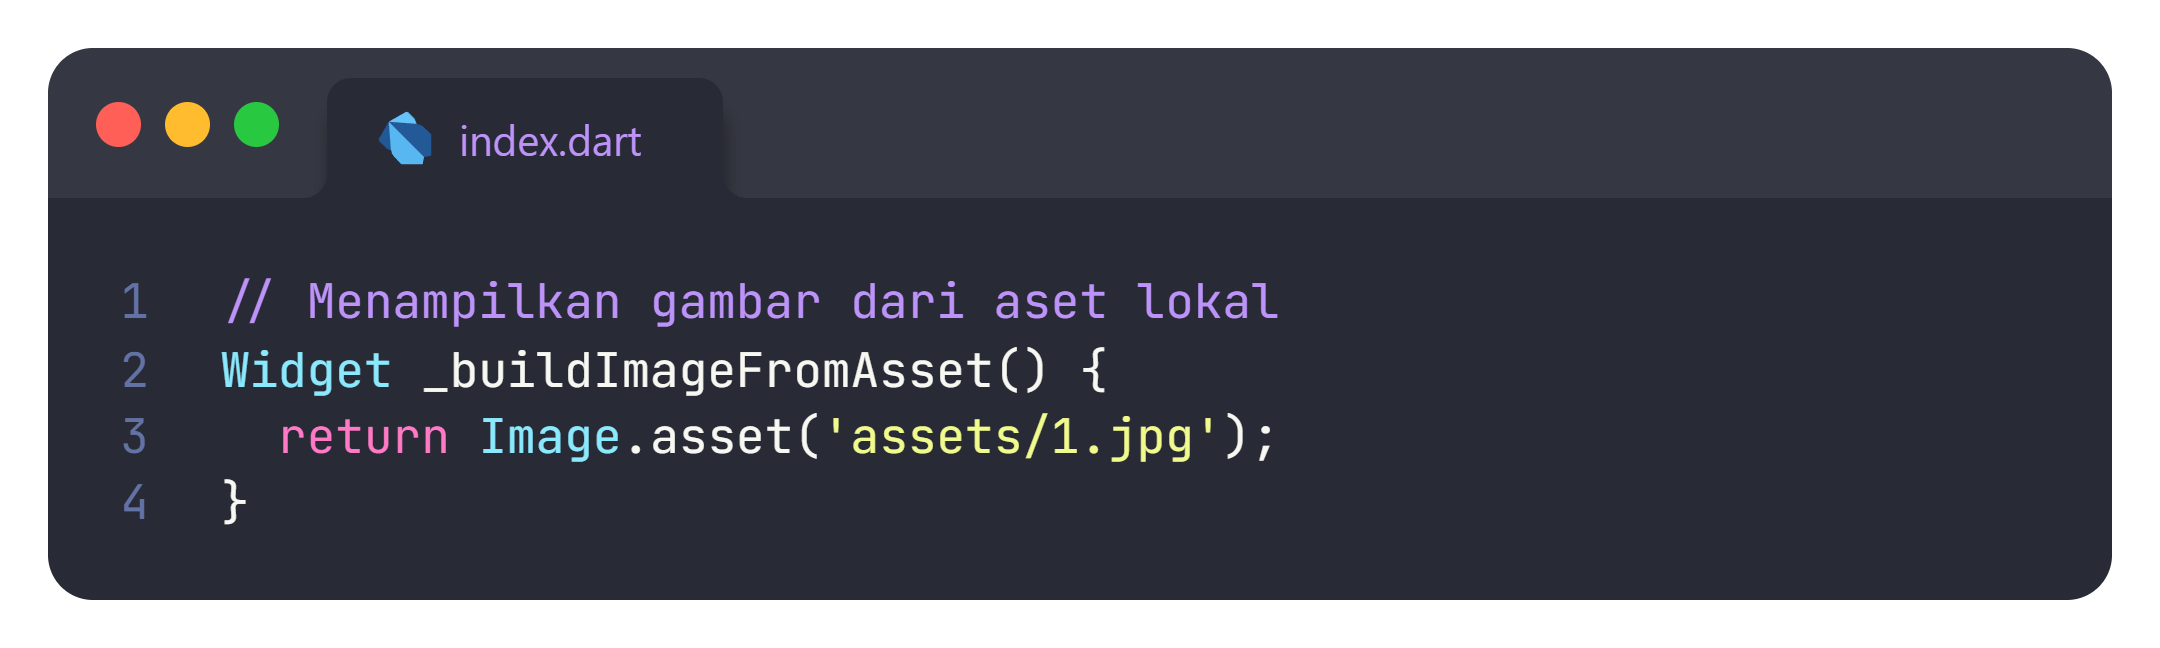 index.dart
1 // Menampilkan gambar dari aset lokal
2 Widget _buildImageFromAsset() {
3   return Image.asset('assets/1.jpg');
4 }